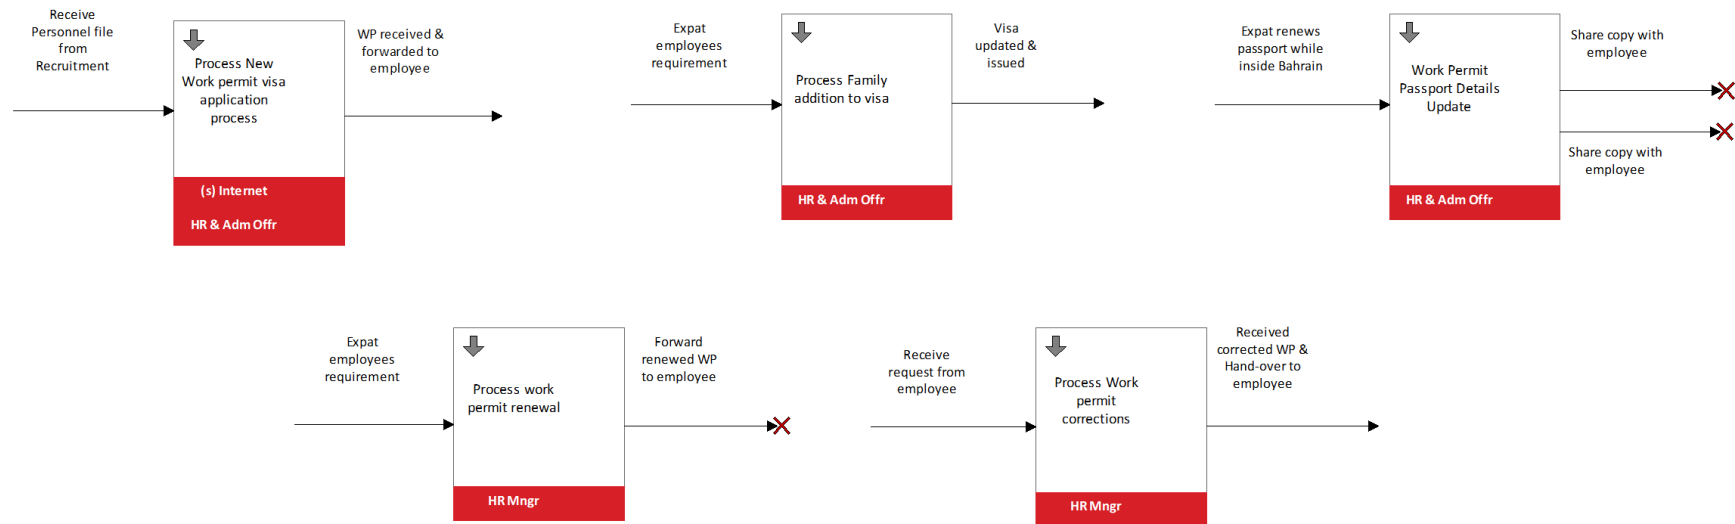 Receive
Personnel file
from
Recruitment
Process New
Work permit visa
application
process
(s) Internet
HR & Adm Offr
WP received &
forwarded to
employee
Expat
employees
requirement
Process Family
addition to visa
HR & Adm Offr
Visa
updated &
issued
Expat renews
passport while
inside Bahrain
Work Permit
Passport Details
Update
HR & Adm Offr
Share copy with
employee
Share copy with
employee
Expat
employees
requirement
Process work
permit renewal
HR Mngr
Forward
renewed WP
to employee
Receive
request from
employee
Process Work
permit
corrections
HR Mngr
Received
corrected WP &
Hand-over to
employee